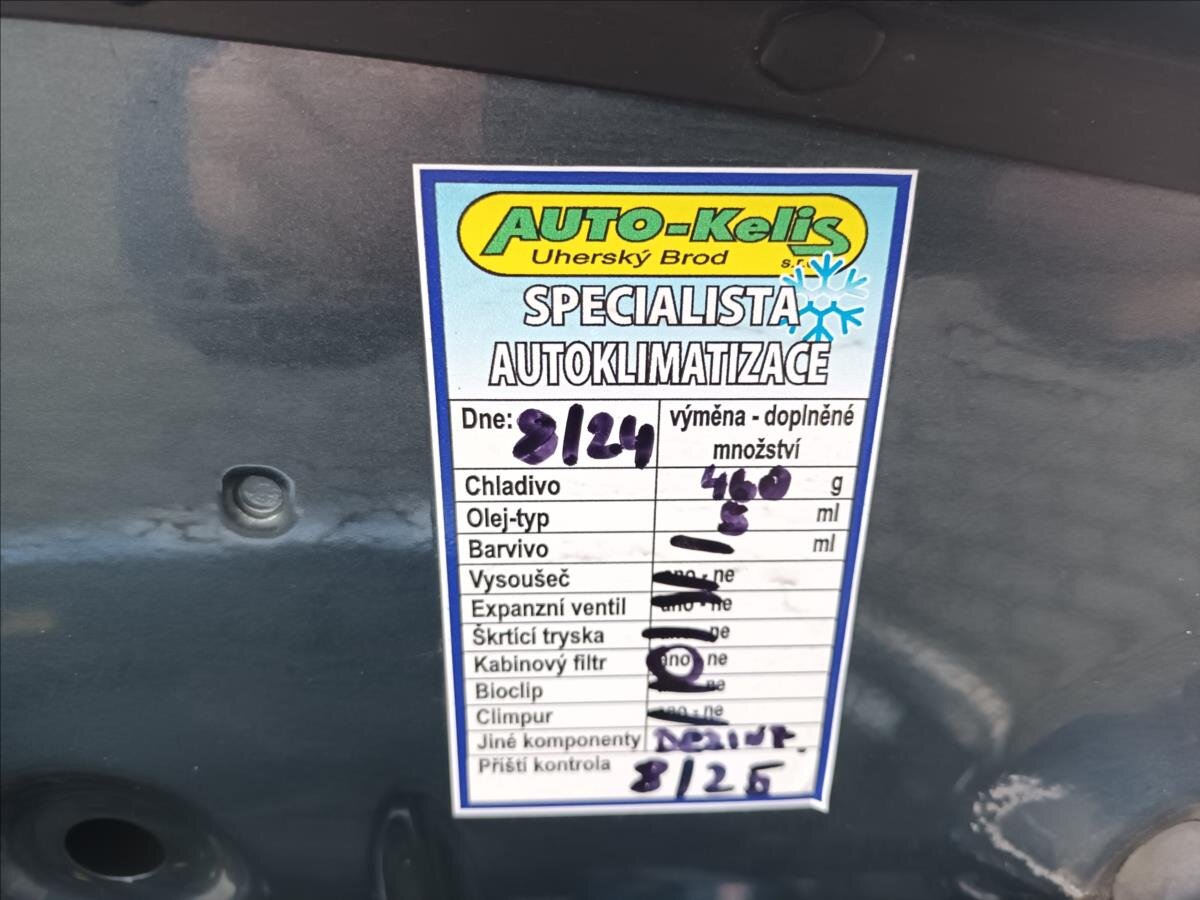 AUTO-Kelis
Uherský Brod s.r.o.
SPECIALISTA
AUTOKLIMATIZACE
Dne: 8/24 výměna - doplněné
množství
Chladivo 460 g
Olej-typ 5 ml
Barvivo — ml
Vysoušeč ano - ne
Expanzní ventil ano - ne
Škrtící tryska ne
Kabinový filtr ano ne
Bioclip ne
Climpur ano - ne
Jiné komponenty DEZINF.
Příští kontrola 8/25